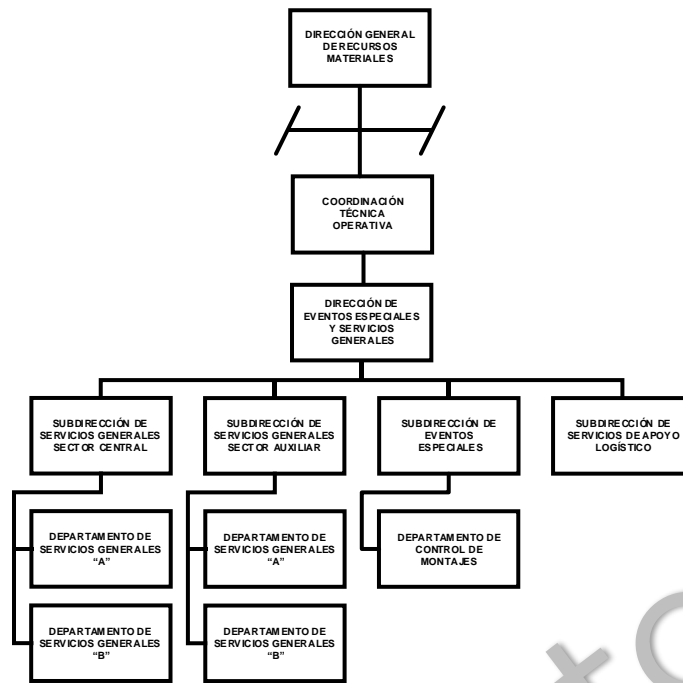 DIRECCIÓN GENERAL
DE RECURSOS
MATERIALES
COORDINACIÓN
TÉCNICA
OPERATIVA
DIRECCIÓN DE
EVENTOS ESPECIALES
Y SERVICIOS
GENERALES
SUBDIRECCIÓN DE
SERVICIOS GENERALES
SECTOR CENTRAL
SUBDIRECCIÓN DE
SERVICIOS GENERALES
SECTOR AUXILIAR
SUBDIRECCIÓN DE
EVENTOS
ESPECIALES
SUBDIRECCIÓN DE
SERVICIOS DE APOYO
LOGÍSTICO
DEPARTAMENTO DE
SERVICIOS GENERALES
“A”
DEPARTAMENTO DE
SERVICIOS GENERALES
“A”
DEPARTAMENTO DE
CONTROL DE
MONTAJES
DEPARTAMENTO DE
SERVICIOS GENERALES
“B”
DEPARTAMENTO DE
SERVICIOS GENERALES
“B”